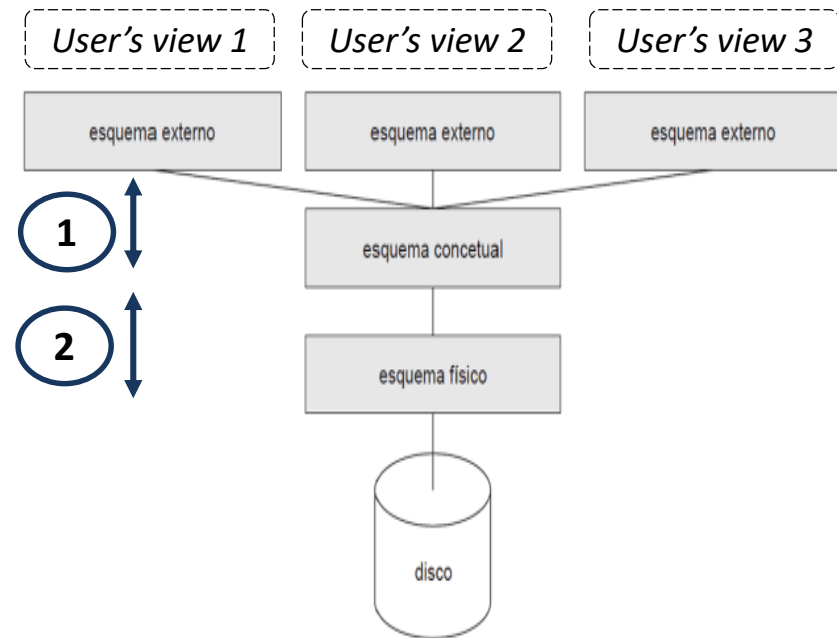 User's view 1
User's view 2
User's view 3
esquema externo
esquema externo
esquema externo
1
esquema concetual
2
esquema físico
disco